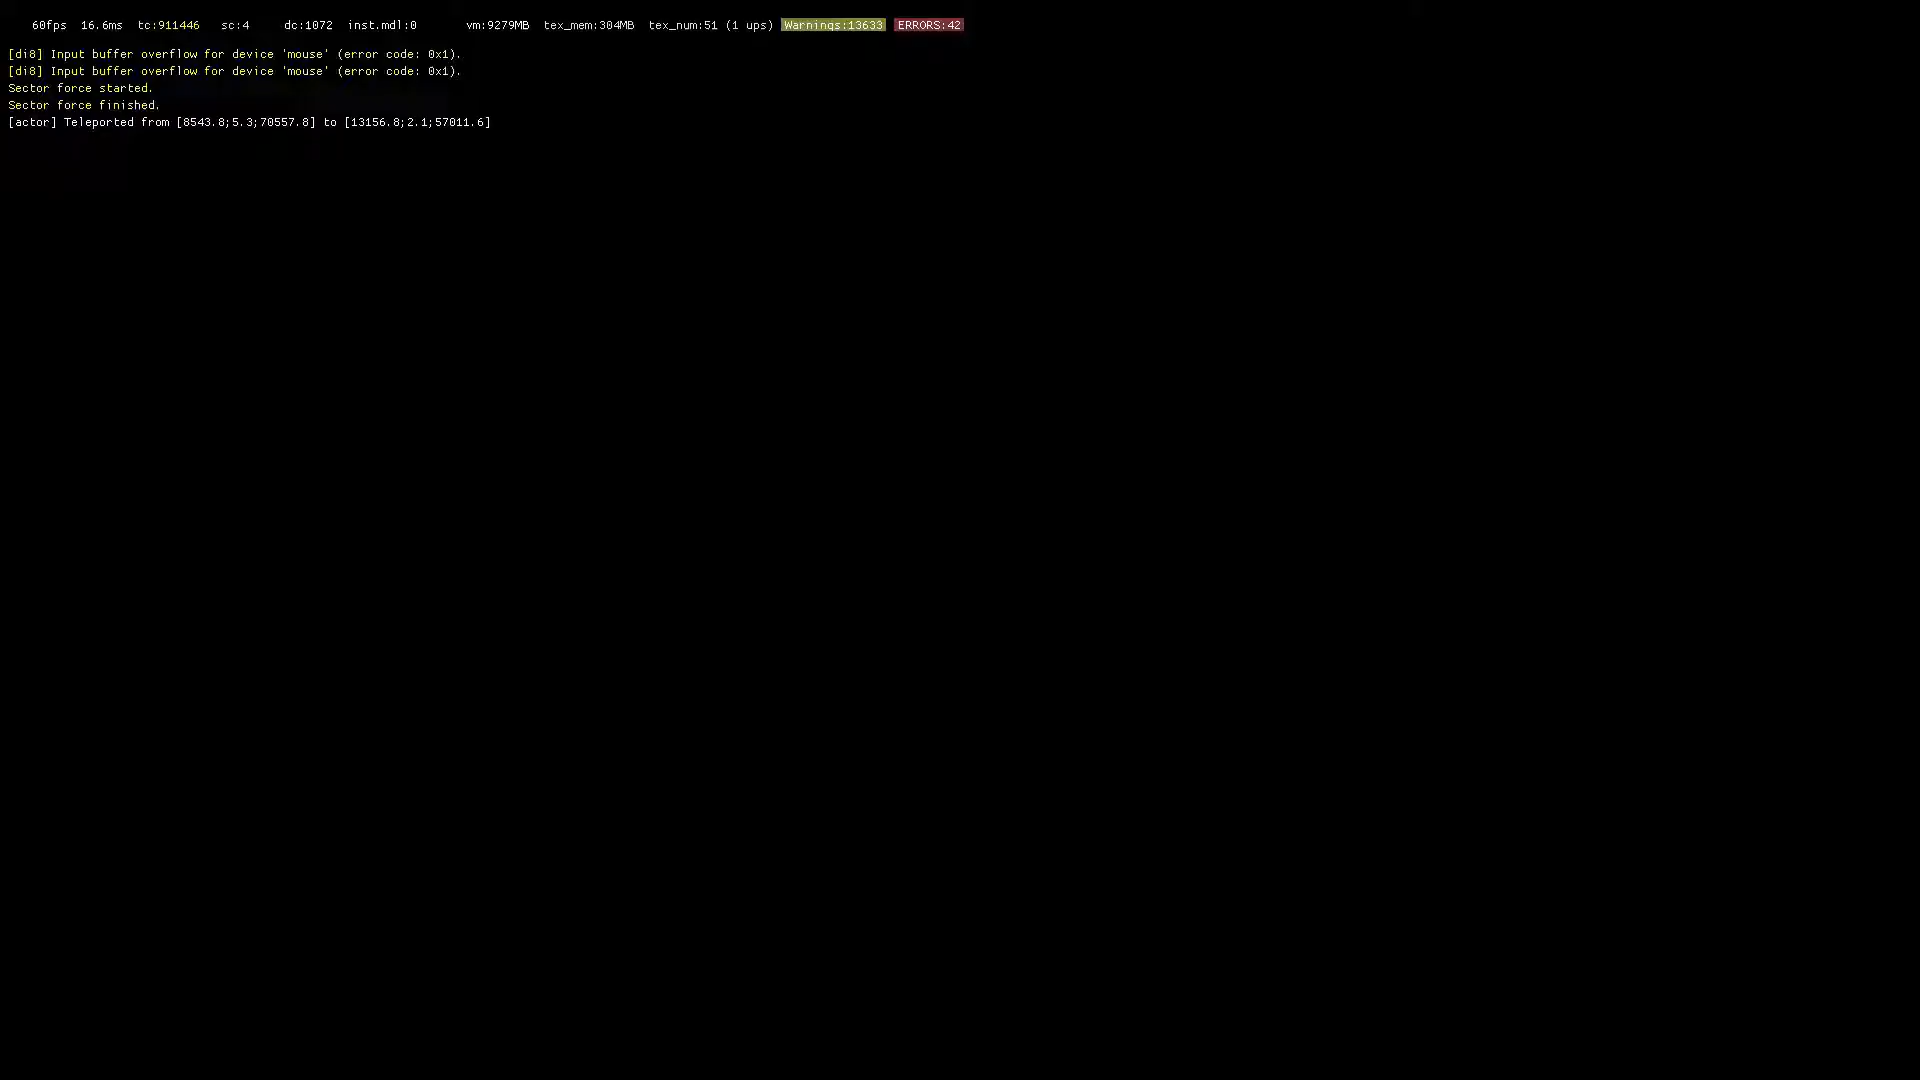 60fps 16.6ms tc:911446 sc:4 dc:1072 inst.mdl:0 vm:9279MB tex_mem:304MB tex_num:51 (1 ups) Warnings:13633 ERRORS:42
[di8] Input buffer overflow for device 'mouse' (error code: 0x1).
[di8] Input buffer overflow for device 'mouse' (error code: 0x1).
Sector force started.
Sector force finished.
[actor] Teleported from [8543.8;5.3;70557.8] to [13156.8;2.1;57011.6]